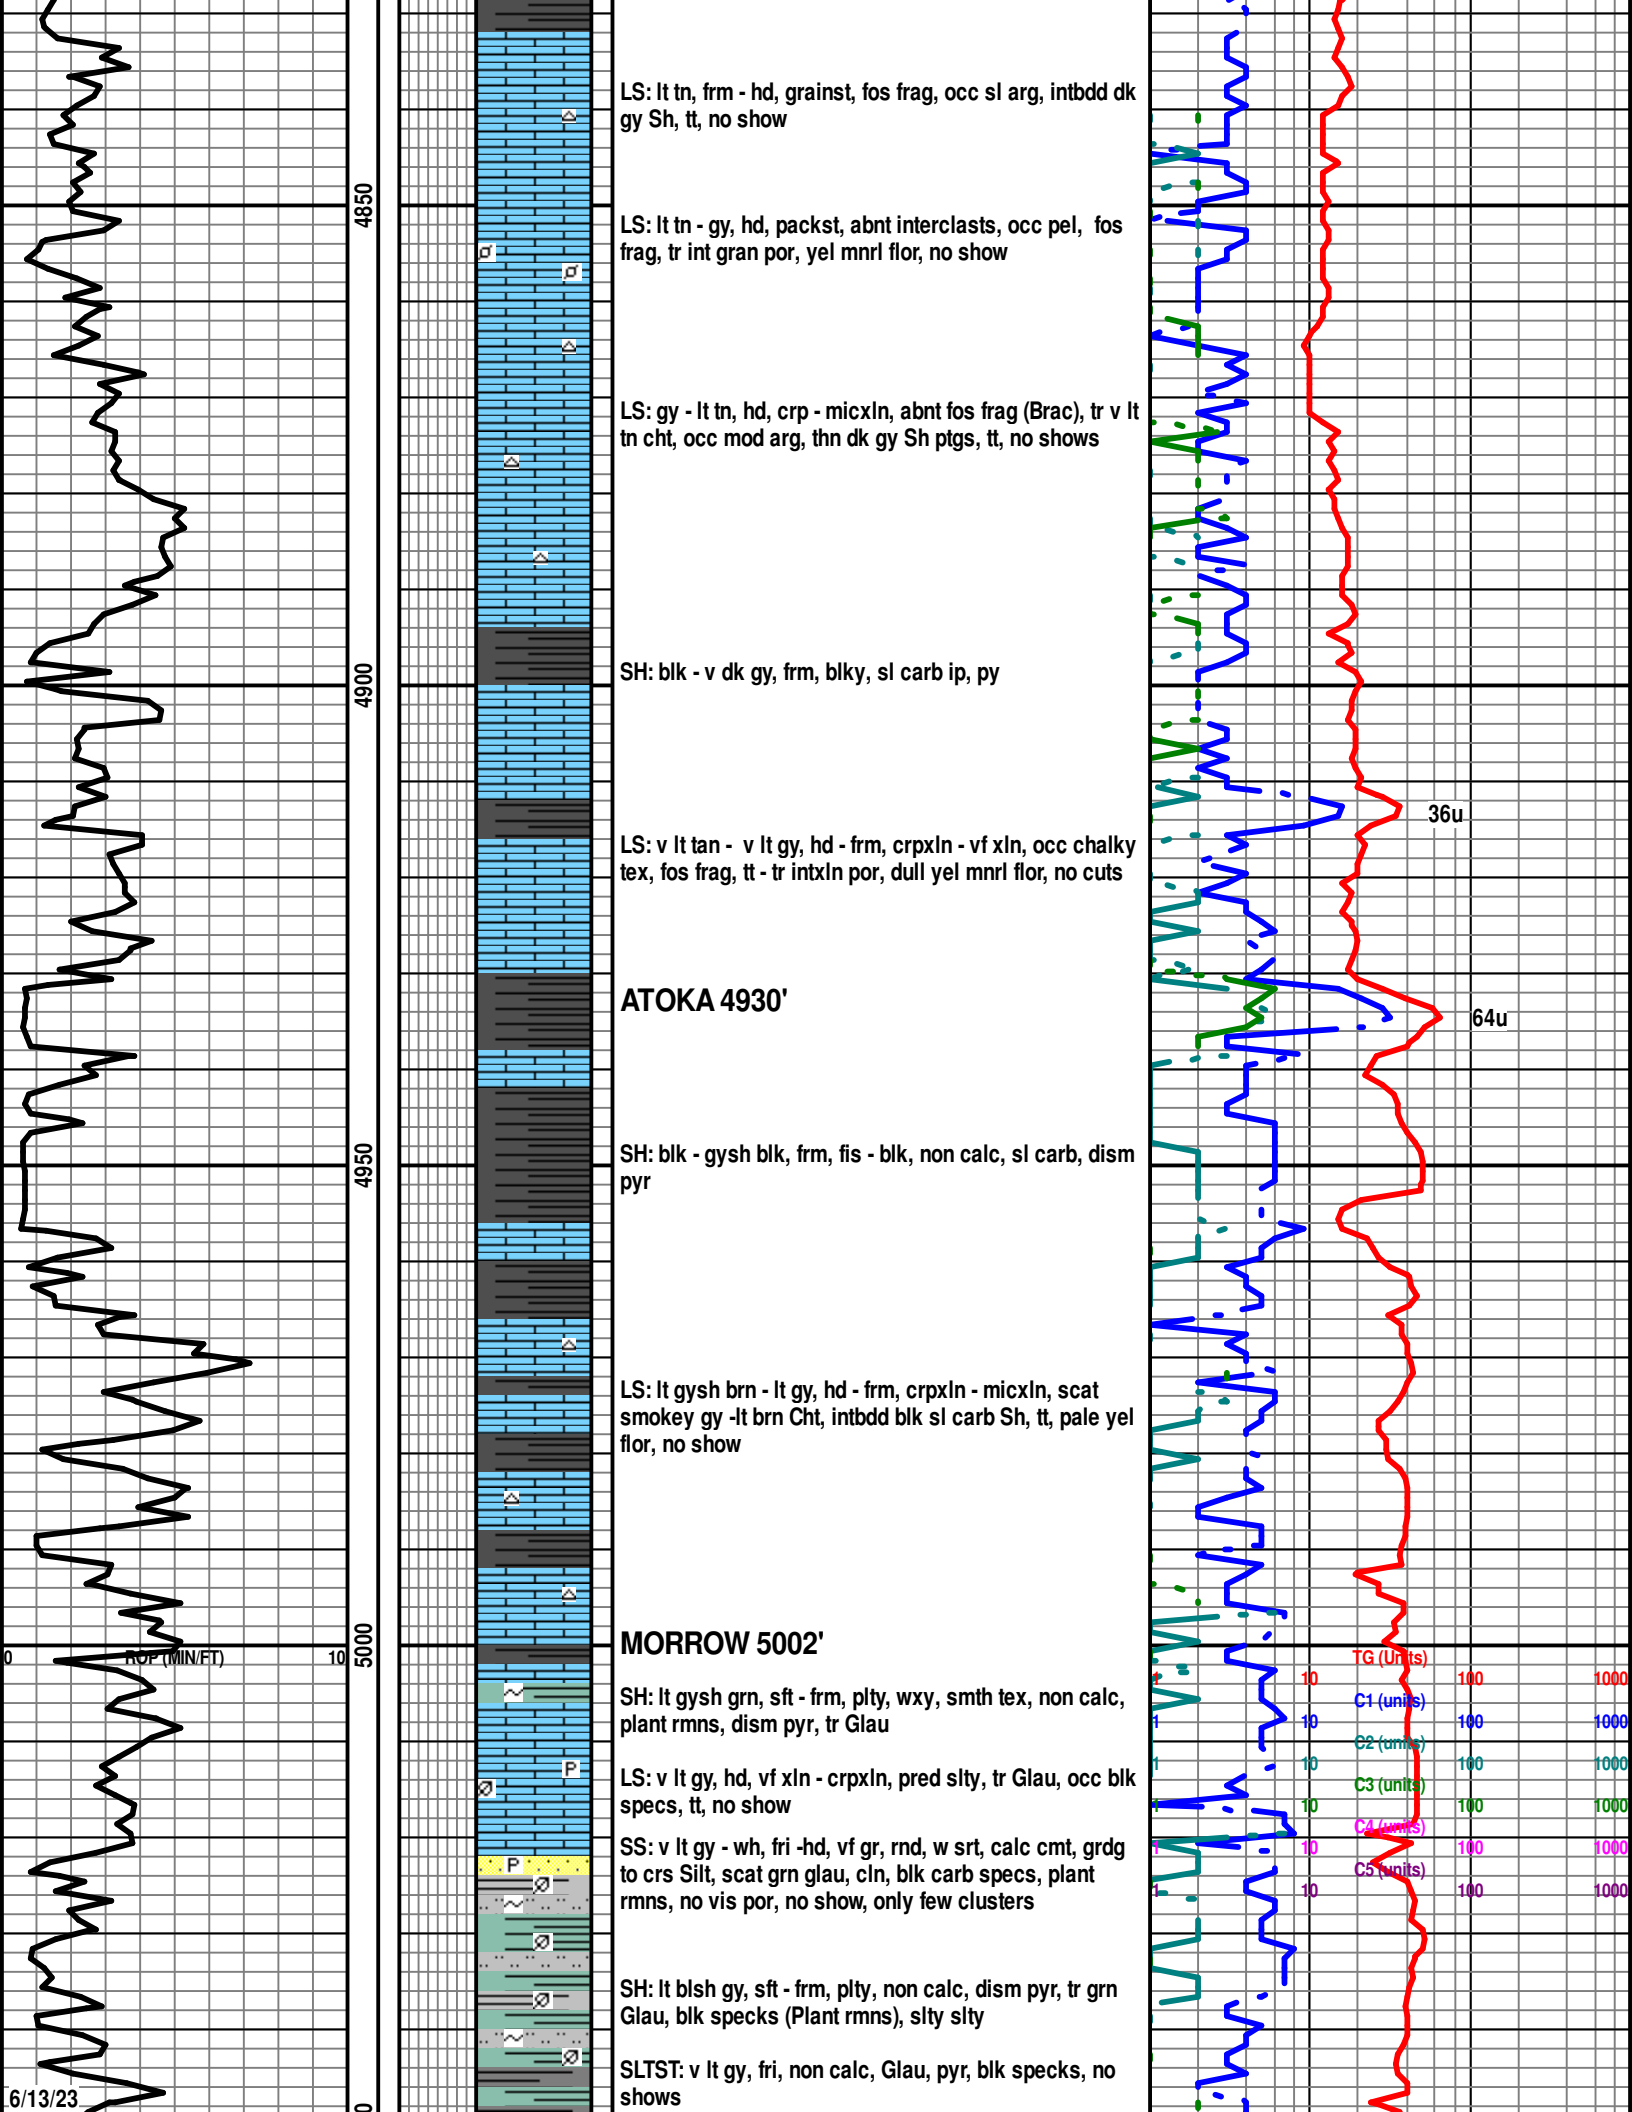 LS: lt tn, frm - hd, grainst, fos frag, occ sl arg, intbdd dk
gy Sh, tt, no show
4850
LS: lt tn - gy, hd, packst, abnt interclasts, occ pel,  fos
frag, tr int gran por, yel mnrl flor, no show
LS: gy - lt tn, hd, crp - micxln, abnt fos frag (Brac), tr v lt
tn cht, occ mod arg, thn dk gy Sh ptgs, tt, no shows
SH: blk - v dk gy, frm, blky, sl carb ip, py
4900
36u
LS: v lt tan -  v lt gy, hd - frm, crpxln - vf xln, occ chalky
tex, fos frag, tt - tr intxln por, dull yel mnrl flor, no cuts
ATOKA 4930'
64u
SH: blk - gysh blk, frm, fis - blk, non calc, sl carb, dism
pyr
4950
LS: lt gysh brn - lt gy, hd - frm, crpxln - micxln, scat
smokey gy -lt brn Cht, intbdd blk sl carb Sh, tt, pale yel
flor, no show
MORROW 5002'
5000
0 ROP (MIN/FT) 10
TG (Units)
1 10 100 1000
SH: lt gysh grn, sft - frm, plty, wxy, smth tex, non calc,
plant rmns, dism pyr, tr Glau
C1 (units)
1 10 100 1000
C2 (units)
1 10 100 1000
P
LS: v lt gy, hd, vf xln - crpxln, pred slty, tr Glau, occ blk
specs, tt, no show
C3 (units)
1 10 100 1000
C4 (units)
1 10 100 1000
P
SS: v lt gy - wh, fri -hd, vf gr, rnd, w srt, calc cmt, grdg
to crs Silt, scat grn glau, cln, blk carb specs, plant
rmns, no vis por, no show, only few clusters
C5 (units)
1 10 100 1000
SH: lt blsh gy, sft - frm, plty, non calc, dism pyr, tr grn
Glau, blk specks (Plant rmns), slty slty
SLTST: v lt gy, fri, non calc, Glau, pyr, blk specks, no
shows
6/13/23